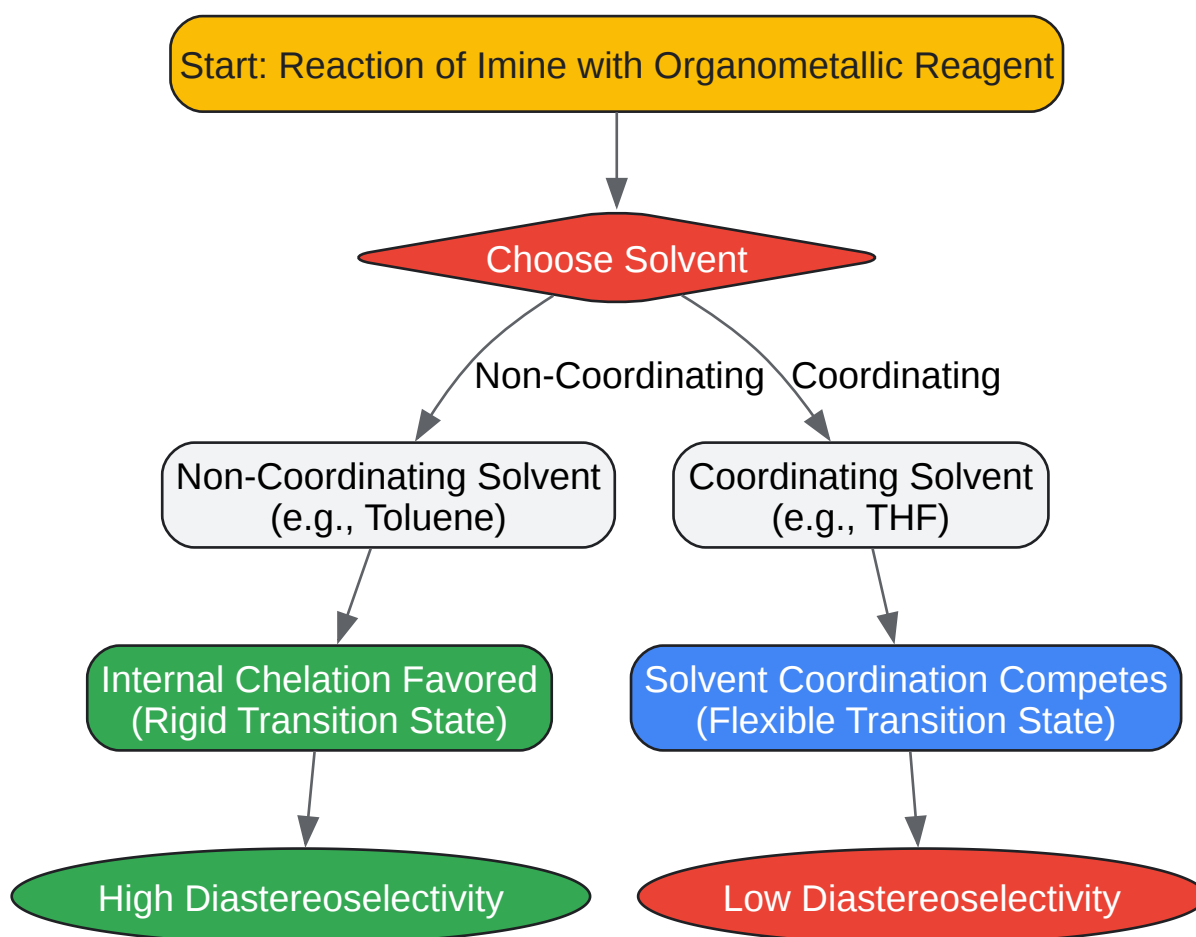 Start: Reaction of Imine with Organometallic Reagent
Choose Solvent
Non-Coordinating
Coordinating
Non-Coordinating Solvent
(e.g., Toluene)
Coordinating Solvent
(e.g., THF)
Internal Chelation Favored
(Rigid Transition State)
Solvent Coordination Competes
(Flexible Transition State)
High Diastereoselectivity
Low Diastereoselectivity